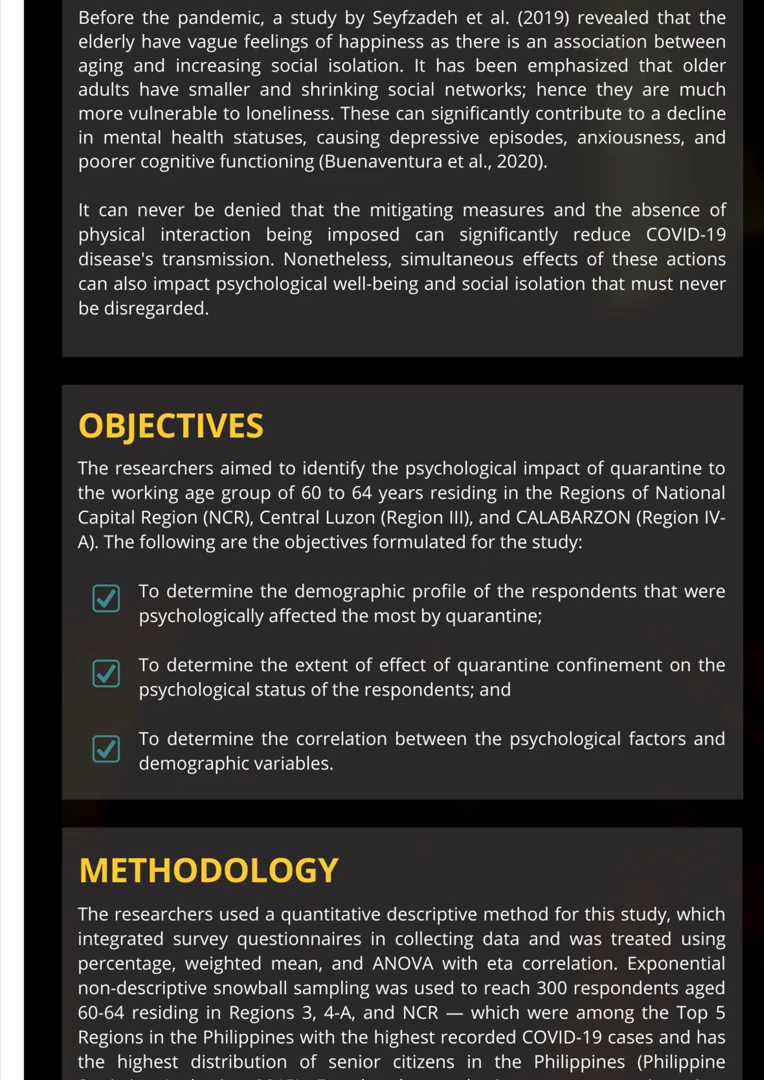 Before the pandemic, a study by Seyfzadeh et al. (2019) revealed that the
elderly have vague feelings of happiness as there is an association between
aging and increasing social isolation. It has been emphasized that older
adults have smaller and shrinking social networks; hence they are much
more vulnerable to loneliness. These can significantly contribute to a decline
in mental health statuses, causing depressive episodes, anxiousness, and
poorer cognitive functioning (Buenaventura et al., 2020).
It can never be denied that the mitigating measures and the absence of
physical interaction being imposed can significantly reduce COVID-19
disease's transmission. Nonetheless, simultaneous effects of these actions
can also impact psychological well-being and social isolation that must never
be disregarded.
OBJECTIVES
The researchers aimed to identify the psychological impact of quarantine to
the working age group of 60 to 64 years residing in the Regions of National
Capital Region (NCR), Central Luzon (Region III), and CALABARZON (Region IV-
A). The following are the objectives formulated for the study:
To determine the demographic profile of the respondents that were
psychologically affected the most by quarantine;
To determine the extent of effect of quarantine confinement on the
psychological status of the respondents; and
To determine the correlation between the psychological factors and
demographic variables.
METHODOLOGY
The researchers used a quantitative descriptive method for this study, which
integrated survey questionnaires in collecting data and was treated using
percentage, weighted mean, and ANOVA with eta correlation. Exponential
non-descriptive snowball sampling was used to reach 300 respondents aged
60-64 residing in Regions 3, 4-A, and NCR — which were among the Top 5
Regions in the Philippines with the highest recorded COVID-19 cases and has
the highest distribution of senior citizens in the Philippines (Philippine